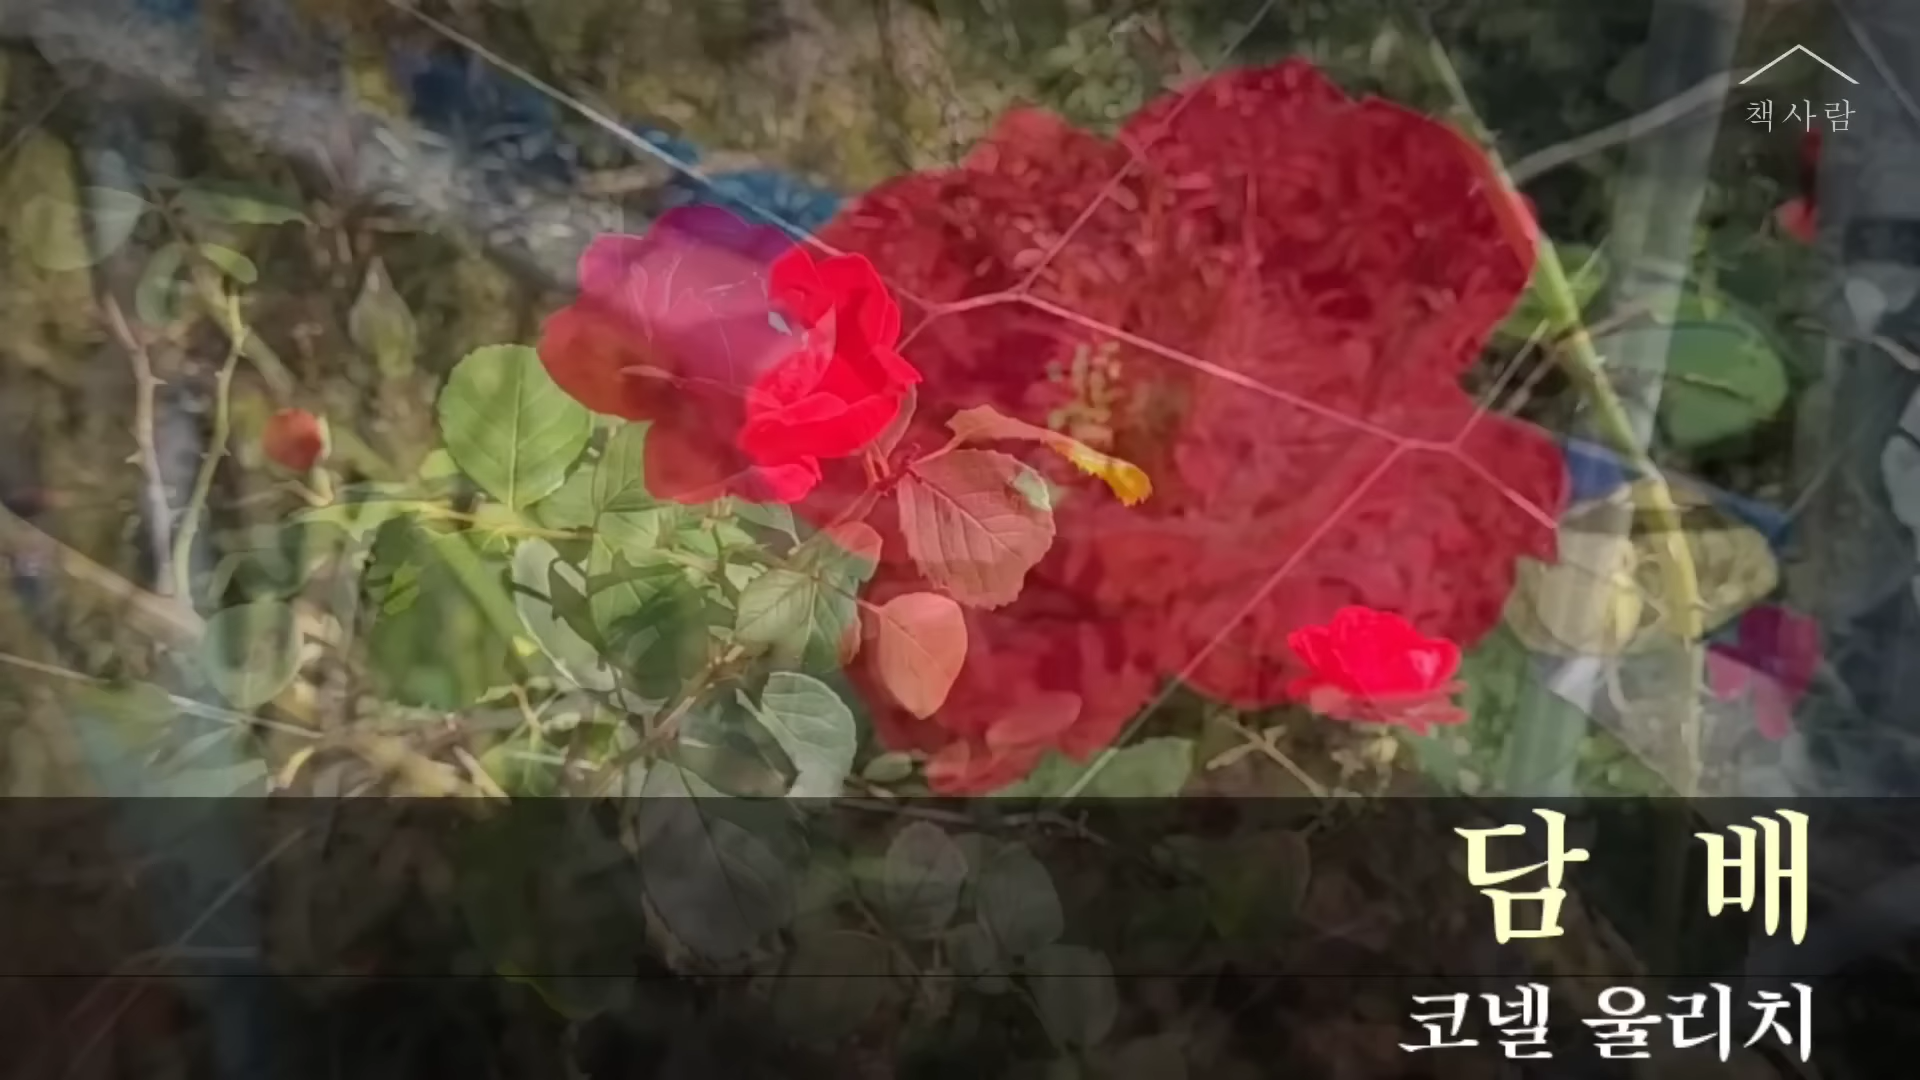 책사람
담 배
코넬 울리치